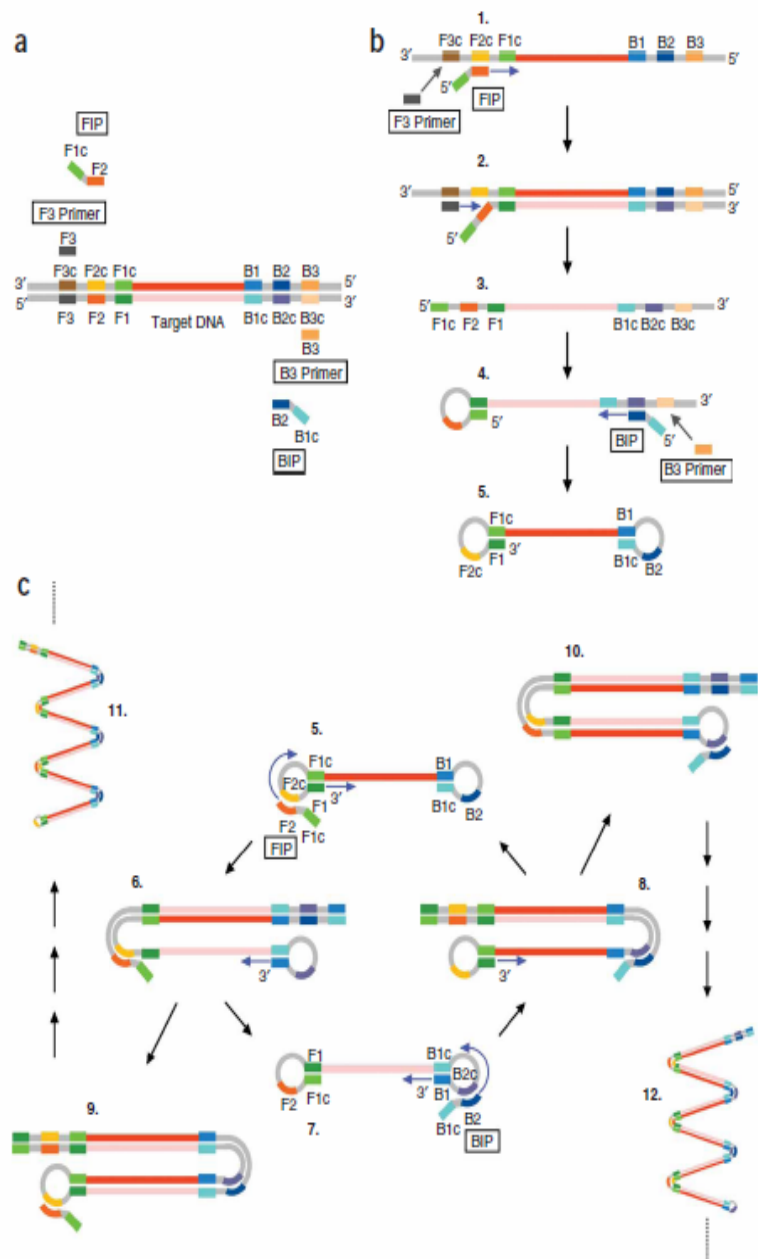 a
FIP
F1c
F2
F3 Primer
F3
F3c F2c F1c B1 B2 B3
3′ 5′
5′ 3′
F3 F2 F1 Target DNA B1c B2c B3c
B3
B3 Primer
B2
B1c
BIP
b
1.
F3c F2c F1c B1 B2 B3
3′ 5′
5′
FIP
F3 Primer
2.
3′ 5′
3′
5′
3.
5′ 3′
F1c F2 F1 B1c B2c B3c
4.
3′
5′ BIP 5′
B3 Primer
5.
F1c B1
3′
F2c F1 B1c B2
c
11.
5.
F1c B1
F2c 3′
F1 B1c B2
F2 F1c
FIP
10.
6.
3′
8.
3′
7.
F1 B1c
B2c
3′
F2 F1c B1
B1c B2
BIP
9.
12.